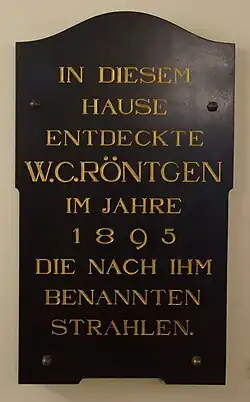 IN DIESEM
HAUSE
ENTDECKTE
W.C.RÖNTGEN
IM JAHRE
1895
DIE NACH IHM
BENANNTEN
STRAHLEN.